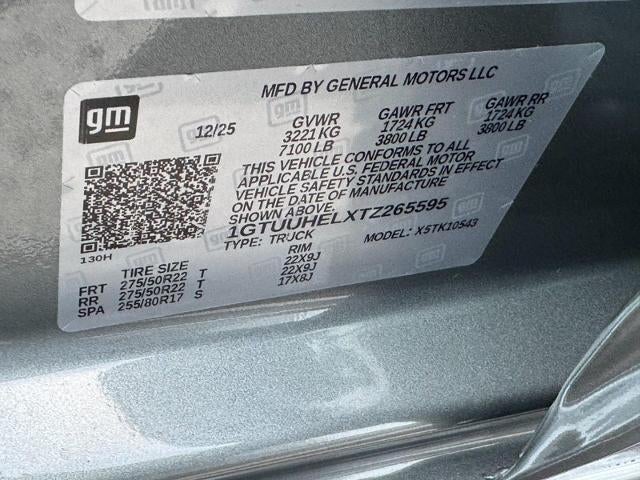 MFD BY GENERAL MOTORS LLC
gm
12/25
GVWR
3221 KG
7100 LB
GAWR FRT
1724 KG
3800 LB
GAWR RR
1724 KG
3800 LB
THIS VEHICLE CONFORMS TO ALL
APPLICABLE U.S. FEDERAL MOTOR
VEHICLE SAFETY STANDARDS IN EFFECT
ON THE DATE OF MANUFACTURE
SHOWN ABOVE.
1GTUUHELXTZ265595
TYPE: TRUCK
MODEL: X5TK10543
130H
TIRE SIZE
RIM
FRT 275/50R22 T 22X9J
RR 275/50R22 T 22X9J
SPA 255/80R17 S 17X8J